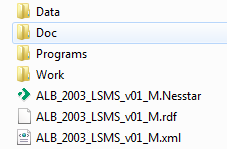 Data
Doc
Programs
Work
ALB_2003_LSMS_v01_M.Nesstar
ALB_2003_LSMS_v01_M.rdf
ALB_2003_LSMS_v01_M.xml